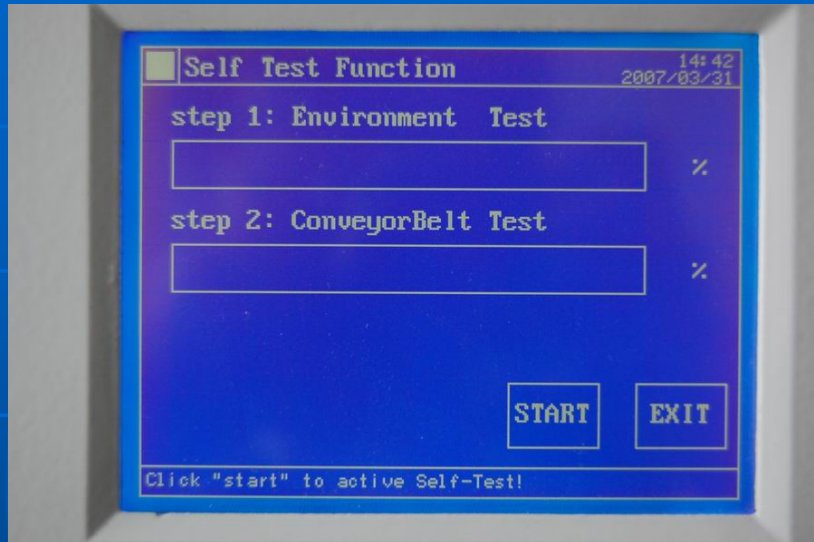 Self Test Function
14:42
2007/03/31
step 1: Environment Test
%
step 2: ConveyorBelt Test
%
START EXIT
Click "start" to active Self-Test!